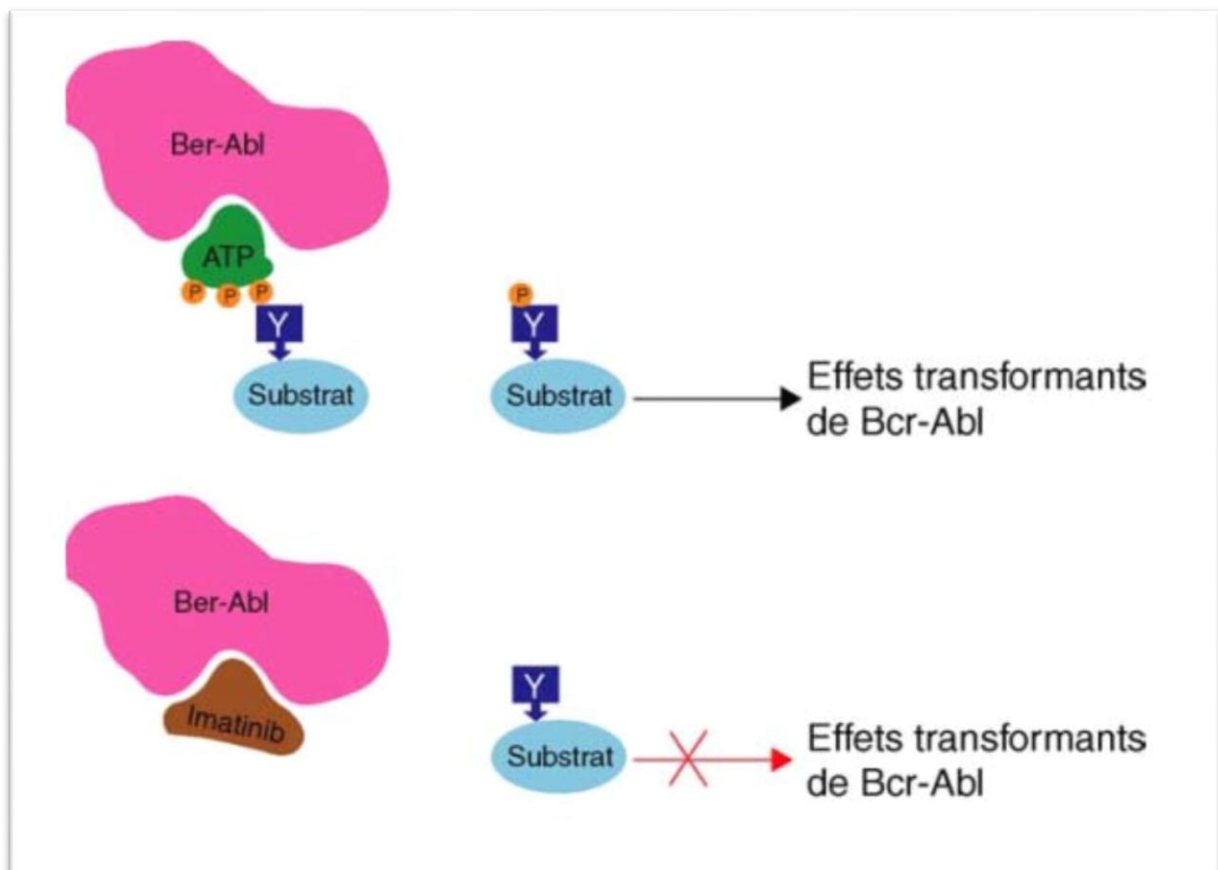 Ber-Abl
ATP
P P P
Y
Substrat
P
Y
Substrat
Effets transformants
de Bcr-Abl
Ber-Abl
Imatinib
Y
Substrat
Effets transformants
de Bcr-Abl